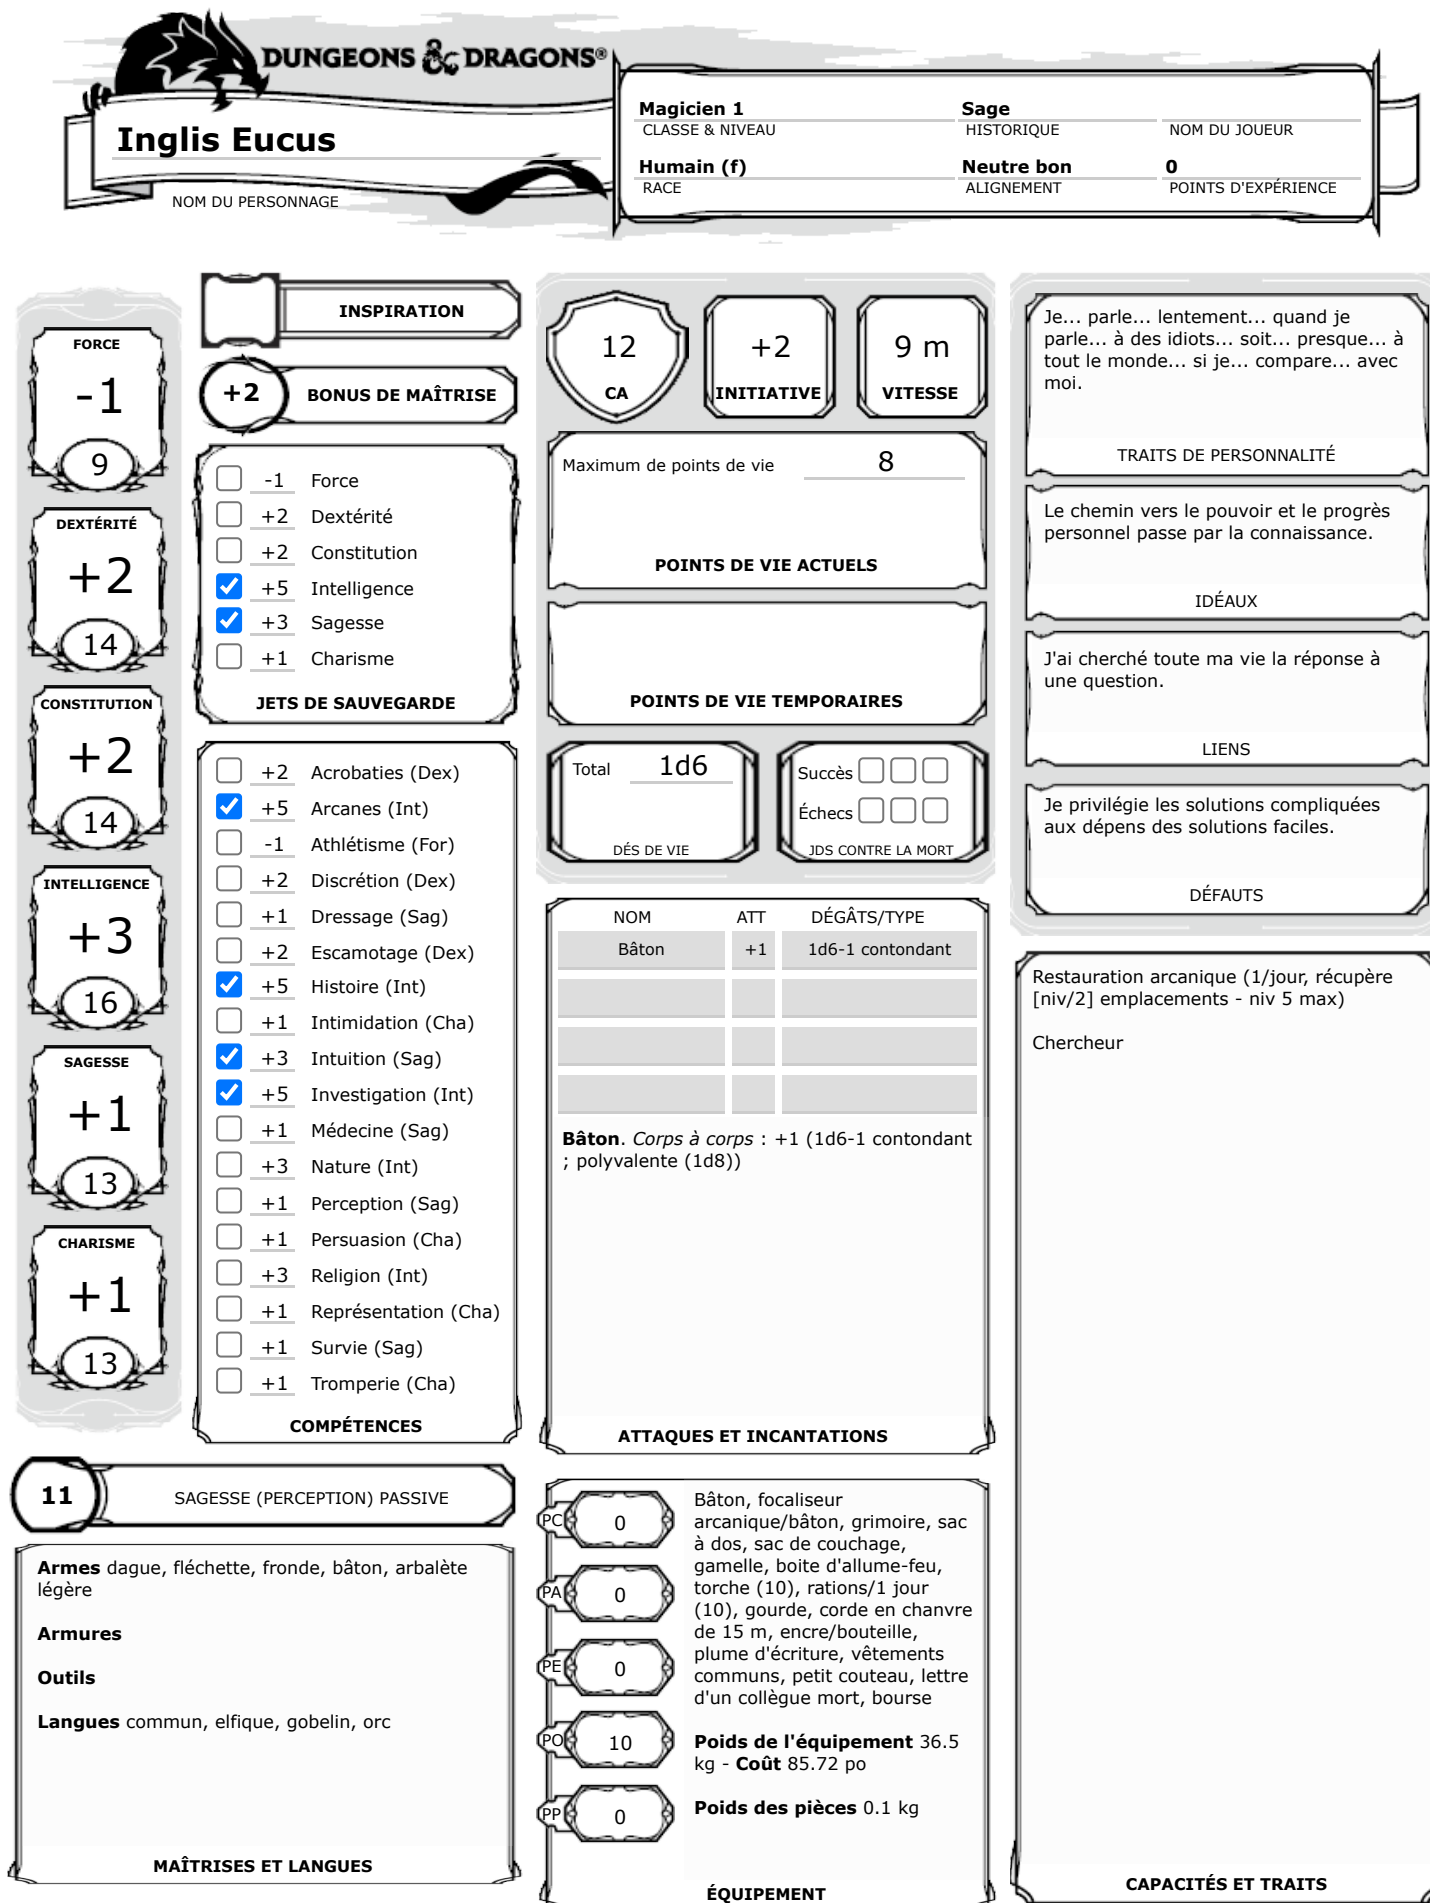 DUNGEONS & DRAGONS®
Inglis Eucus
NOM DU PERSONNAGE
Magicien 1
CLASSE & NIVEAU
Sage
HISTORIQUE
NOM DU JOUEUR
Humain (f)
RACE
Neutre bon
ALIGNEMENT
0
POINTS D'EXPÉRIENCE
FORCE
-1
9
DEXTÉRITÉ
+2
14
CONSTITUTION
+2
14
INTELLIGENCE
+3
16
SAGESSE
+1
13
CHARISME
+1
13
INSPIRATION
+2 BONUS DE MAÎTRISE
-1 Force
+2 Dextérité
+2 Constitution
+5 Intelligence
+3 Sagesse
+1 Charisme
JETS DE SAUVEGARDE
+2 Acrobaties (Dex)
+5 Arcanes (Int)
-1 Athlétisme (For)
+2 Discrétion (Dex)
+1 Dressage (Sag)
+2 Escamotage (Dex)
+5 Histoire (Int)
+1 Intimidation (Cha)
+3 Intuition (Sag)
+5 Investigation (Int)
+1 Médecine (Sag)
+3 Nature (Int)
+1 Perception (Sag)
+1 Persuasion (Cha)
+3 Religion (Int)
+1 Représentation (Cha)
+1 Survie (Sag)
+1 Tromperie (Cha)
COMPÉTENCES
11 SAGESSE (PERCEPTION) PASSIVE
Armes dague, fléchette, fronde, bâton, arbalète
légère
Armures
Outils
Langues commun, elfique, gobelin, orc
MAÎTRISES ET LANGUES
12
CA
+2
INITIATIVE
9 m
VITESSE
Maximum de points de vie 8
POINTS DE VIE ACTUELS
POINTS DE VIE TEMPORAIRES
Total 1d6
DÉS DE VIE
Succès
Échecs
JDS CONTRE LA MORT
NOM ATT DÉGÂTS/TYPE
Bâton +1 1d6-1 contondant
Bâton. Corps à corps : +1 (1d6-1 contondant
; polyvalente (1d8))
ATTAQUES ET INCANTATIONS
PC 0
PA 0
PE 0
PO 10
PP 0
Bâton, focaliseur
arcanique/bâton, grimoire, sac
à dos, sac de couchage,
gamelle, boite d'allume-feu,
torche (10), rations/1 jour
(10), gourde, corde en chanvre
de 15 m, encre/bouteille,
plume d'écriture, vêtements
communs, petit couteau, lettre
d'un collègue mort, bourse
Poids de l'équipement 36.5
kg - Coût 85.72 po
Poids des pièces 0.1 kg
ÉQUIPEMENT
Je... parle... lentement... quand je
parle... à des idiots... soit... presque... à
tout le monde... si je... compare... avec
moi.
TRAITS DE PERSONNALITÉ
Le chemin vers le pouvoir et le progrès
personnel passe par la connaissance.
IDÉAUX
J'ai cherché toute ma vie la réponse à
une question.
LIENS
Je privilégie les solutions compliquées
aux dépens des solutions faciles.
DÉFAUTS
Restauration arcanique (1/jour, récupère
[niv/2] emplacements - niv 5 max)
Chercheur
CAPACITÉS ET TRAITS